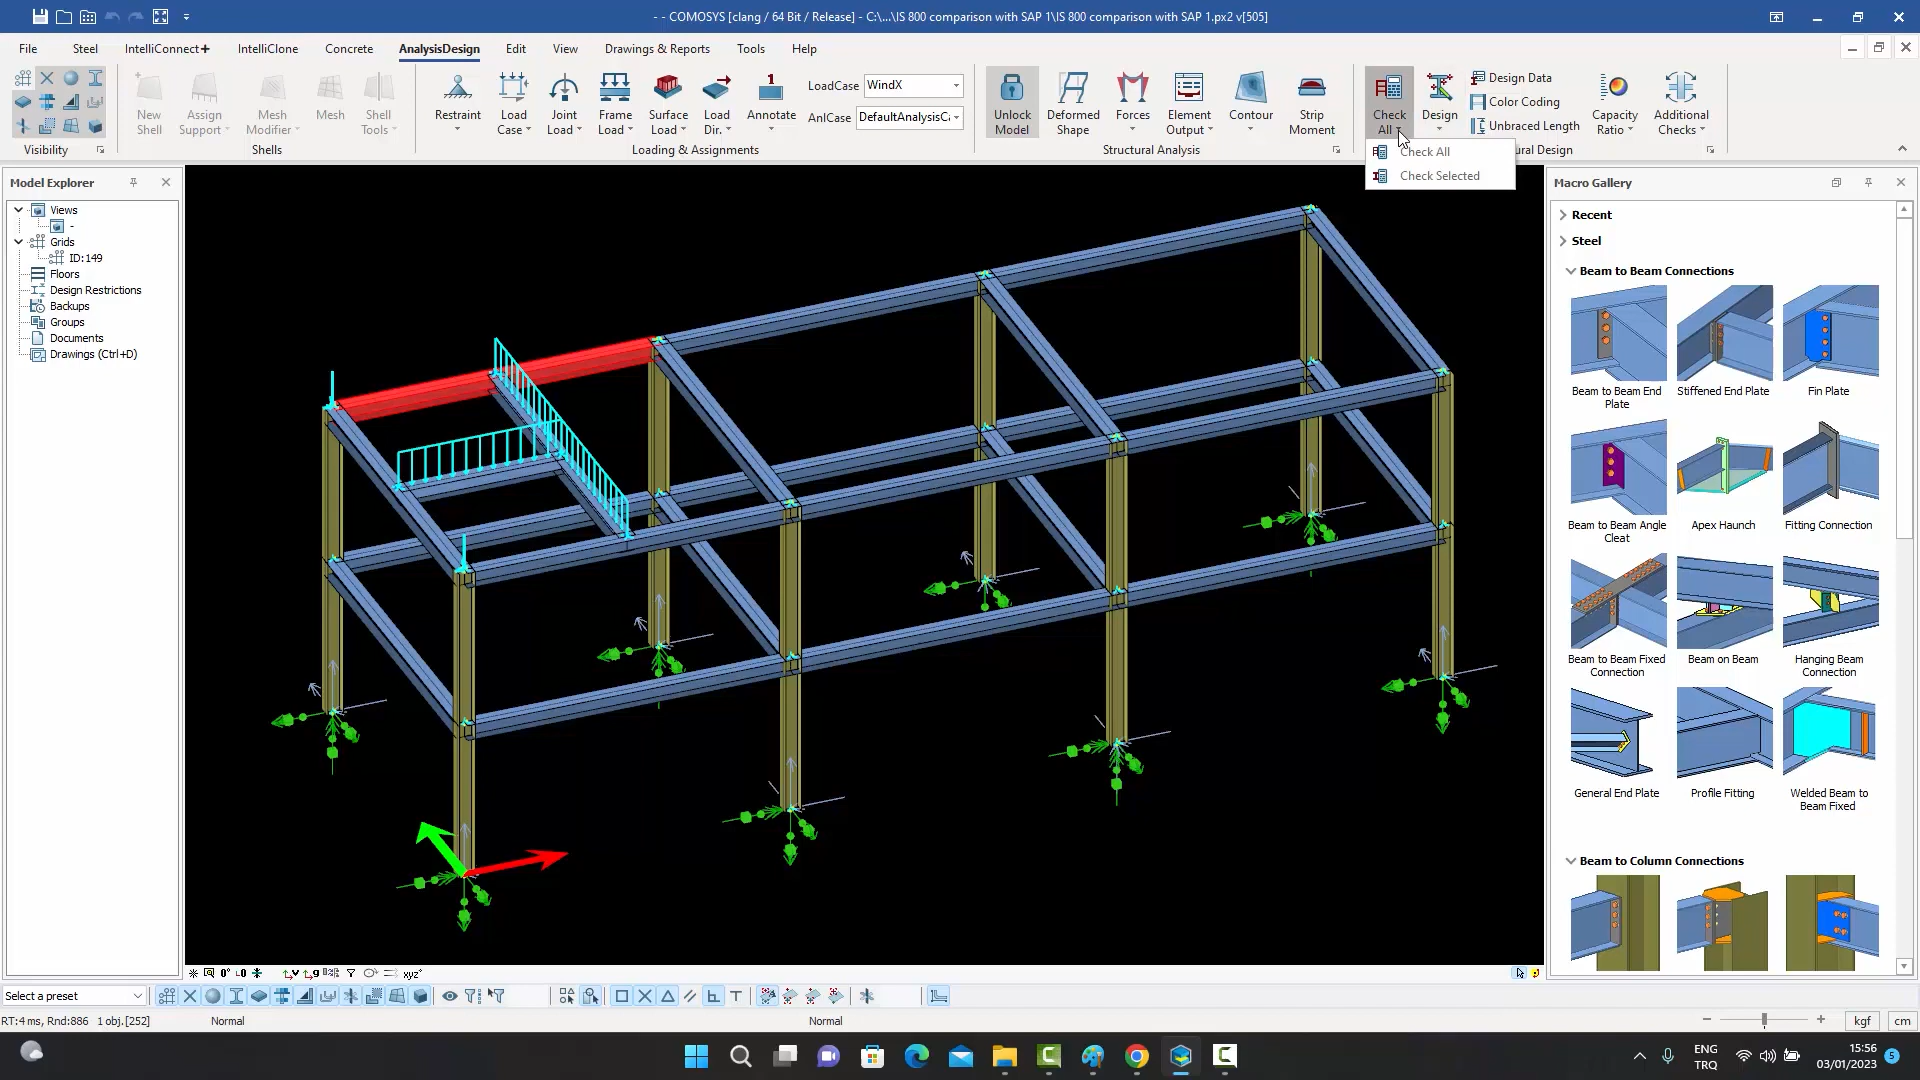 - - COMOSYS [clang / 64 Bit / Release] - C:\...\IS 800 comparison with SAP 1\IS 800 comparison with SAP 1.px2 v[505]
File Steel IntelliConnect+ IntelliClone Concrete AnalysisDesign Edit View Drawings & Reports Tools Help
Visibility
New Shell
Assign Support
Mesh Modifier
Mesh
Shell Tools
Shells
Restraint
Load Case
Joint Load
Frame Load
Surface Load
Load Dir.
Annotate
LoadCase WindX
AnlCase DefaultAnalysisCa
Loading & Assignments
Unlock Model
Deformed Shape
Forces
Element Output
Contour
Strip Moment
Structural Analysis
Check All
Design
Design Data
Color Coding
Unbraced Length
Capacity Ratio
Additional Checks
ural Design
Check All
Check Selected
Model Explorer
Views
-
Grids
ID:149
Floors
Design Restrictions
Backups
Groups
Documents
Drawings (Ctrl+D)
Macro Gallery
Recent
Steel
Beam to Beam Connections
Beam to Beam End Plate
Stiffened End Plate
Fin Plate
Beam to Beam Angle Cleat
Apex Haunch
Fitting Connection
Beam to Beam Fixed Connection
Beam on Beam
Hanging Beam Connection
General End Plate
Profile Fitting
Welded Beam to Beam Fixed
Beam to Column Connections
xyz
Select a preset
RT:4 ms, Rnd:886 1 obj.[252] Normal Normal kgf cm
ENG
TRQ
15:56
03/01/2023
5